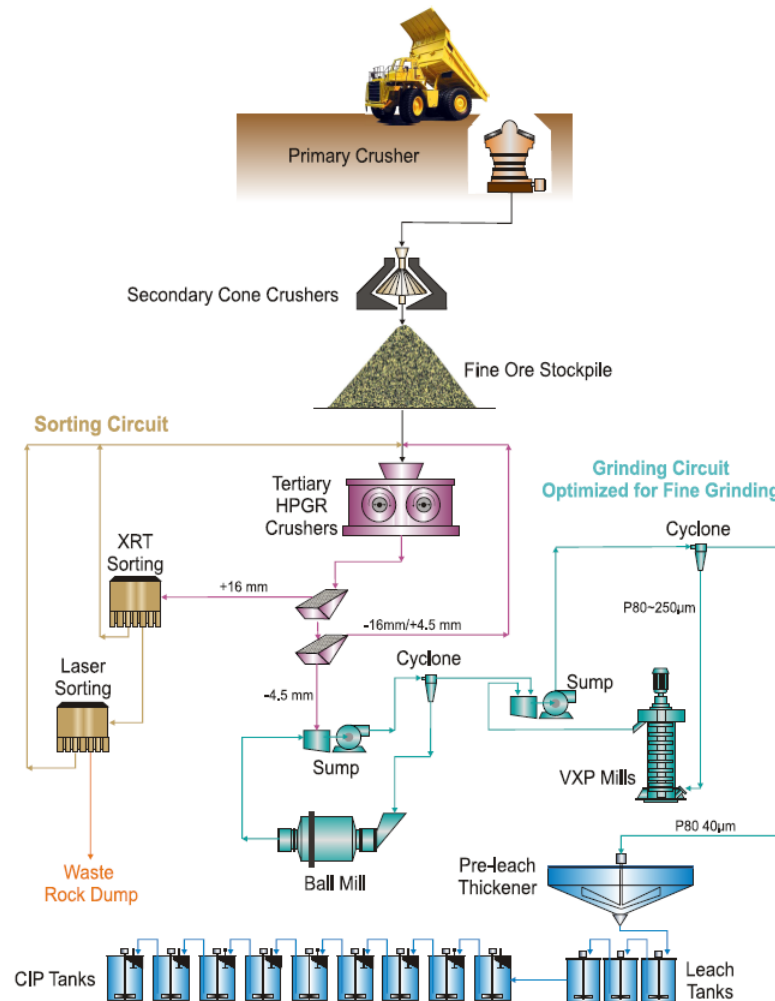 Primary Crusher
Secondary Cone Crushers
Fine Ore Stockpile
Sorting Circuit
Grinding Circuit
Optimized for Fine Grinding
Tertiary
HPGR
Crushers
Cyclone
XRT
Sorting
+16 mm
P80~250µm
-16mm/+4.5 mm
Laser
Sorting
Cyclone
-4.5 mm
Sump
Sump
VXP Mills
P80 40µm
Waste
Rock Dump
Ball Mill
Pre-leach
Thickener
CIP Tanks
Leach
Tanks